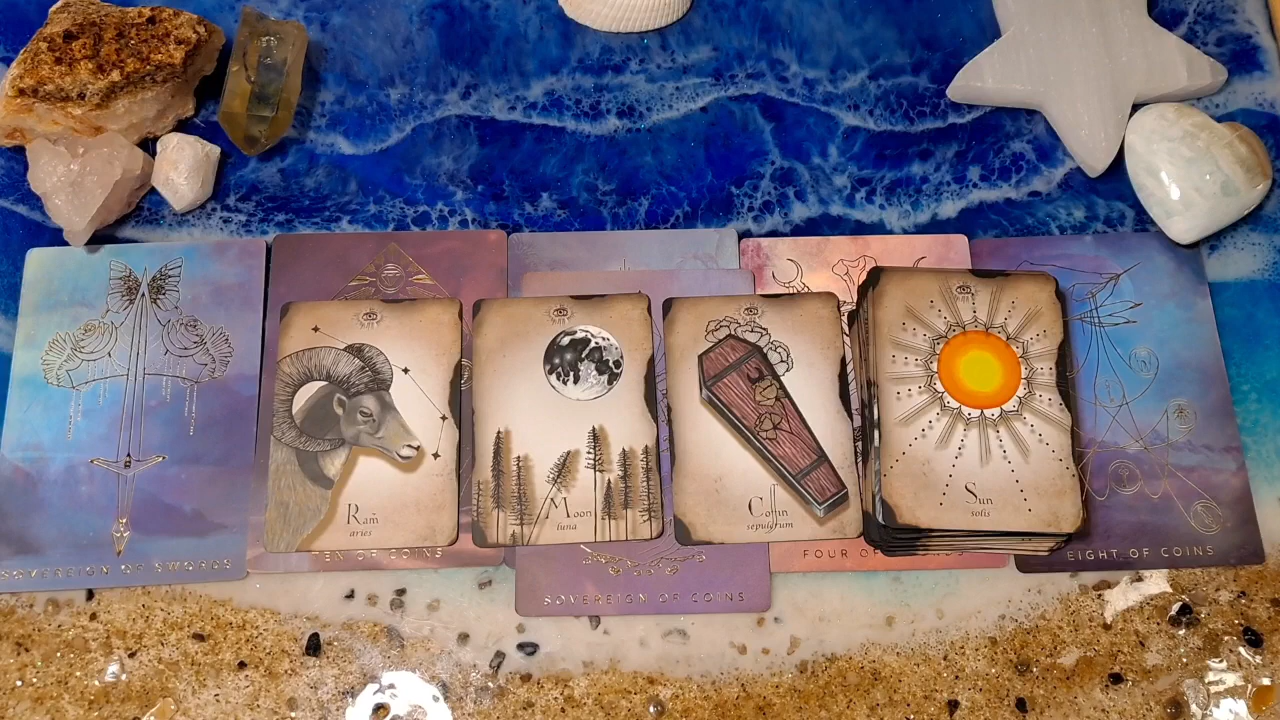 SOVEREIGN OF SWORDS
Ram
aries
TEN OF COINS
Moon
luna
SOVEREIGN OF COINS
Coffin
sepulcrum
FOUR OF
Sun
solis
EIGHT OF COINS